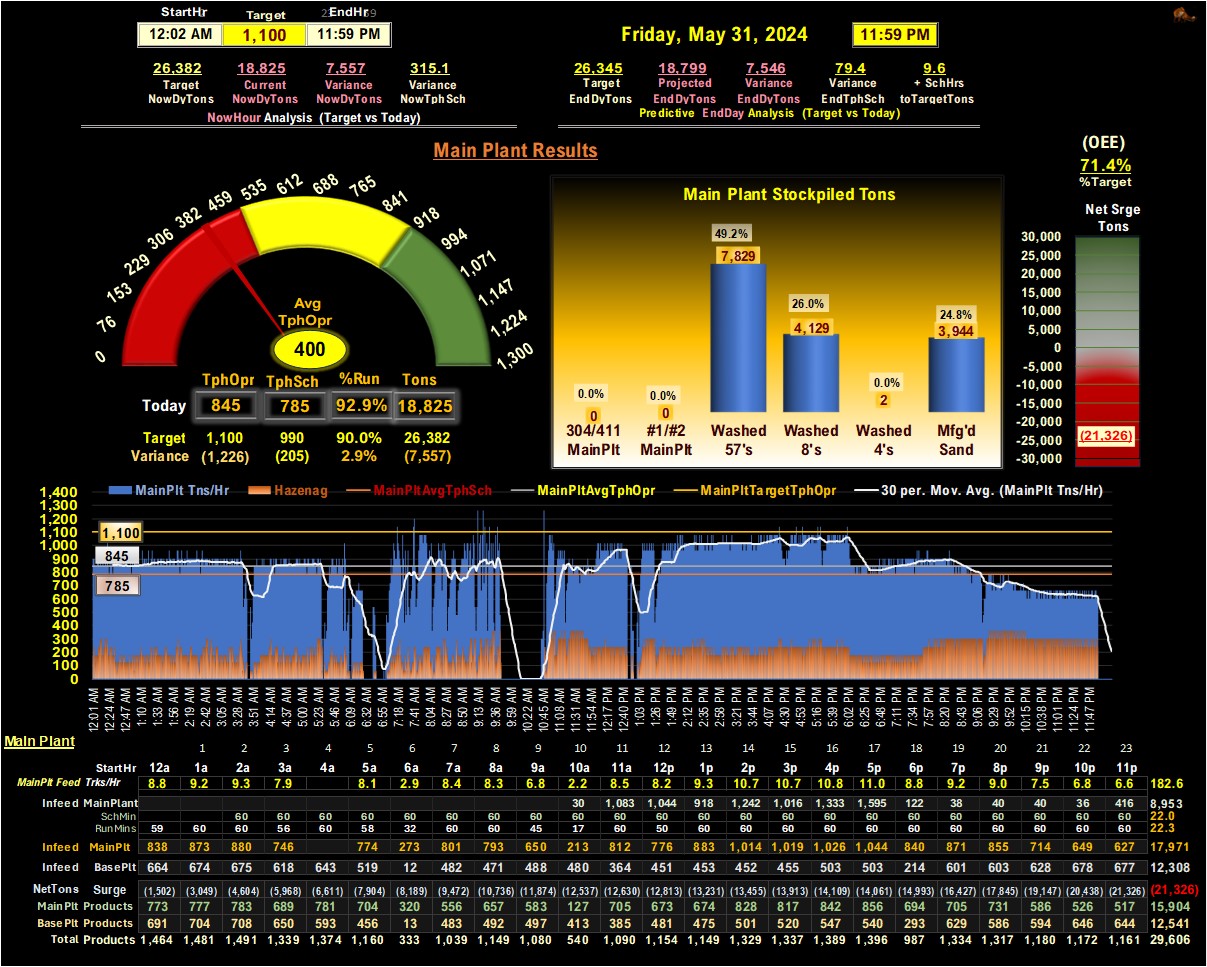 StartHr Target EndHr
12:02 AM 1,100 11:59 PM
Friday, May 31, 2024 11:59 PM
26,382 18,825 7,557 315.1
Target Current Variance Variance
NowDyTons NowDyTons NowDyTons NowTphSch
NowHour Analysis (Target vs Today)
26,345 18,799 7,546 79.4 9.6
Target Projected Variance Variance + SchHrs
EndDyTons EndDyTons EndDyTons EndTphSch toTargetTons
Predictive EndDay Analysis (Target vs Today)
Main Plant Results
(OEE)
71.4%
%Target
Net Srge
Tons
30,000
25,000
20,000
15,000
10,000
5,000
0
-5,000
-10,000
-15,000
-20,000
-25,000
-30,000
(21,326)
0 76 153 229 306 382 459 535 612 688 765 841 918 994 1,071 1,147 1,224 1,300
Avg
TphOpr
400
TphOpr TphSch %Run Tons
Today 845 785 92.9% 18,825
Target 1,100 990 90.0% 26,382
Variance (1,226) (205) 2.9% (7,557)
Main Plant Stockpiled Tons
0.0% 0.0% 49.2% 26.0% 0.0% 24.8%
0 0 7,829 4,129 2 3,944
304/411 #1/#2 Washed Washed Washed Mfg'd
MainPlt MainPlt 57's 8's 4's Sand
MainPlt Tns/Hr Hazenag MainPltAvgTphSch MainPltAvgTphOpr MainPltTargetTphOpr 30 per. Mov. Avg. (MainPlt Tns/Hr)
1,400
1,300
1,200
1,100
1,000
900
800
700
600
500
400
300
200
100
0
1,100
845
785
12:01 AM 12:24 AM 12:47 AM 1:10 AM 1:33 AM 1:56 AM 2:19 AM 2:42 AM 3:05 AM 3:28 AM 3:51 AM 4:14 AM 4:37 AM 5:00 AM 5:23 AM 5:46 AM 6:09 AM 6:32 AM 6:55 AM 7:18 AM 7:41 AM 8:04 AM 8:27 AM 8:50 AM 9:13 AM 9:36 AM 9:59 AM 10:22 AM 10:45 AM 11:08 AM 11:31 AM 11:54 AM 12:17 PM 12:40 PM 1:03 PM 1:26 PM 1:49 PM 2:12 PM 2:35 PM 2:58 PM 3:21 PM 3:44 PM 4:07 PM 4:30 PM 4:53 PM 5:16 PM 5:39 PM 6:02 PM 6:25 PM 6:48 PM 7:11 PM 7:34 PM 7:57 PM 8:20 PM 8:43 PM 9:06 PM 9:29 PM 9:52 PM 10:15 PM 10:38 PM 11:01 PM 11:24 PM 11:47 PM
Main Plant
1 2 3 4 5 6 7 8 9 10 11 12 13 14 15 16 17 18 19 20 21 22 23
StartHr 12a 1a 2a 3a 4a 5a 6a 7a 8a 9a 10a 11a 12p 1p 2p 3p 4p 5p 6p 7p 8p 9p 10p 11p
MainPlt Feed Trks/Hr 8.8 9.2 9.3 7.9 8.1 2.9 8.4 8.3 6.8 2.2 8.5 8.2 9.3 10.7 10.7 10.8 11.0 8.8 9.2 9.0 7.5 6.8 6.6 182.6
Infeed MainPlant 30 1,083 1,044 918 1,242 1,016 1,333 1,595 122 38 40 40 36 416 8,953
SchMin 60 60 60 60 60 60 60 60 60 60 60 60 60 60 60 60 60 60 60 60 60 60 22.0
RunMins 59 60 60 56 60 58 32 60 60 45 17 60 50 60 60 60 60 60 60 60 60 60 60 60 22.3
Infeed MainPlt 838 873 880 746 774 273 801 793 650 213 812 776 883 1,014 1,019 1,026 1,044 840 871 855 714 649 627 17,971
Infeed BasePlt 664 674 675 618 643 519 12 482 471 488 480 364 451 453 452 455 503 503 214 601 603 628 678 677 12,308
NetTons Surge (1,502) (3,049) (4,604) (5,968) (6,611) (7,904) (8,189) (9,472) (10,736) (11,874) (12,537) (12,630) (12,813) (13,231) (13,455) (13,913) (14,109) (14,061) (14,993) (16,427) (17,845) (19,147) (20,438) (21,326) (21,326)
MainPlt Products 773 777 783 689 781 704 320 556 657 583 127 705 673 674 828 817 842 856 694 705 731 586 526 517 15,904
BasePlt Products 691 704 708 650 593 456 13 483 492 497 413 385 481 475 501 520 547 540 293 629 586 594 646 644 12,541
Total Products 1,464 1,481 1,491 1,339 1,374 1,160 333 1,039 1,149 1,080 540 1,090 1,154 1,149 1,329 1,337 1,389 1,396 987 1,334 1,317 1,180 1,172 1,161 29,606